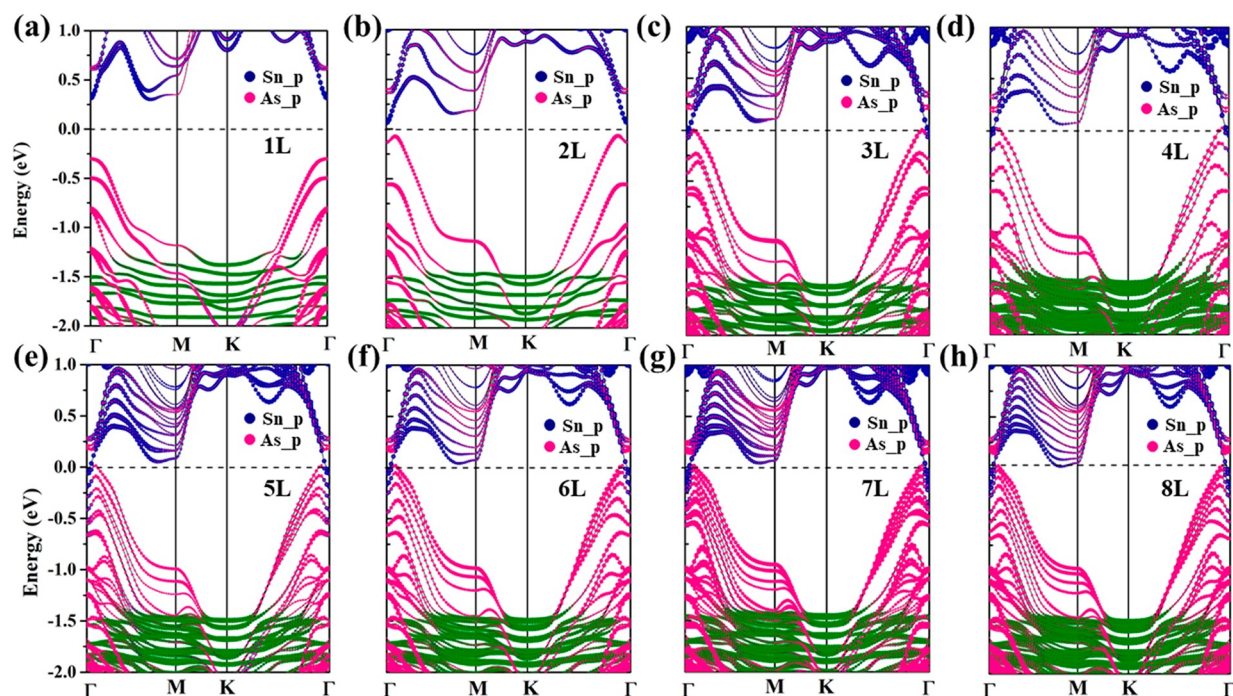 (a) (b) (c) (d)
1.0
0.5
0.0
-0.5
-1.0
-1.5
-2.0
Energy (eV)
Sn_p Sn_p Sn_p Sn_p
As_p As_p As_p As_p
1L 2L 3L 4L
Γ M K Γ Γ M K Γ Γ M K Γ Γ M K Γ
(e) (f) (g) (h)
1.0
0.5
0.0
-0.5
-1.0
-1.5
-2.0
Energy (eV)
Sn_p Sn_p Sn_p Sn_p
As_p As_p As_p As_p
5L 6L 7L 8L
Γ M K Γ Γ M K Γ Γ M K Γ Γ M K Γ